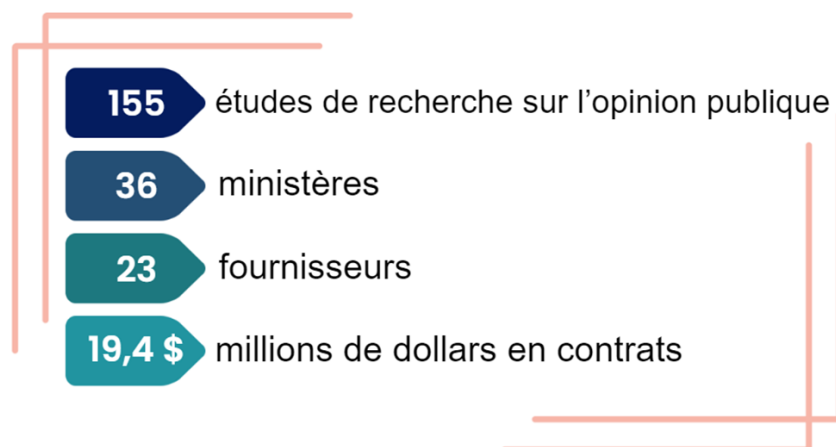 155 études de recherche sur l’opinion publique
36 ministères
23 fournisseurs
19,4 $ millions de dollars en contrats